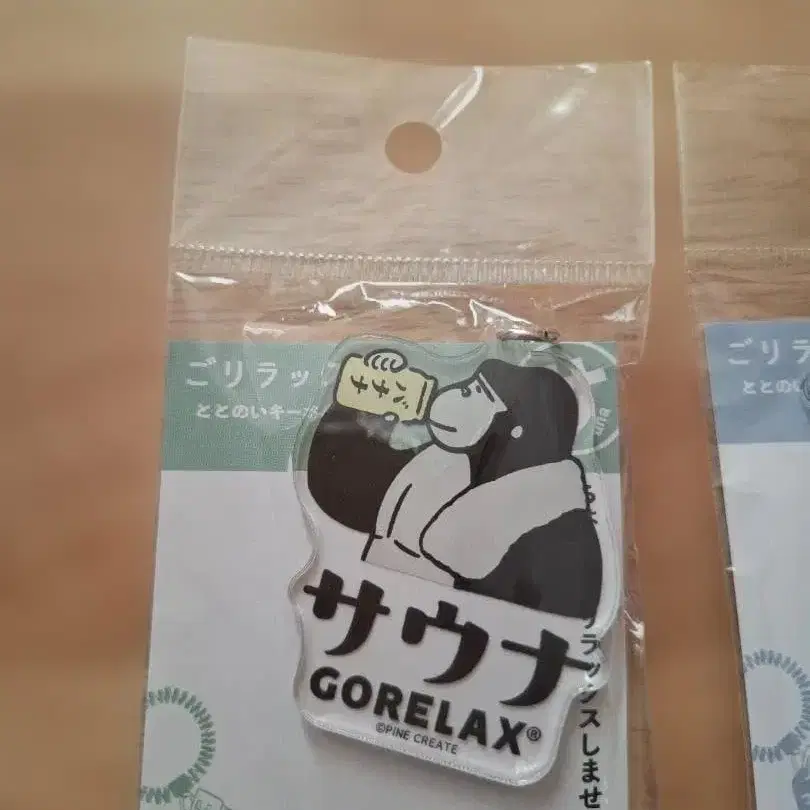 ごリラッ
ととのいキー
バナナ
サウナ
GORELAX®
©PINE CREATE
ラックスしませ
ごリラ
ととの